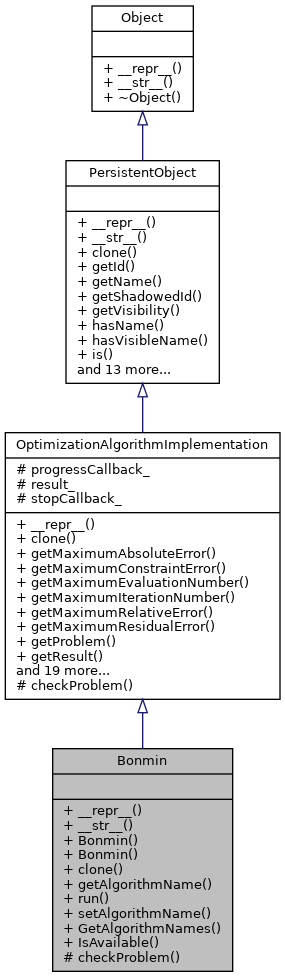 Object
+ __repr__()
+ __str__()
+ ~Object()
PersistentObject
+ __repr__()
+ __str__()
+ clone()
+ getId()
+ getName()
+ getShadowedId()
+ getVisibility()
+ hasName()
+ hasVisibleName()
+ is()
and 13 more...
OptimizationAlgorithmImplementation
# progressCallback_
# result_
# stopCallback_
+ __repr__()
+ clone()
+ getMaximumAbsoluteError()
+ getMaximumConstraintError()
+ getMaximumEvaluationNumber()
+ getMaximumIterationNumber()
+ getMaximumRelativeError()
+ getMaximumResidualError()
+ getProblem()
+ getResult()
and 19 more...
# checkProblem()
Bonmin
+ __repr__()
+ __str__()
+ Bonmin()
+ Bonmin()
+ clone()
+ getAlgorithmName()
+ run()
+ setAlgorithmName()
+ GetAlgorithmNames()
+ IsAvailable()
# checkProblem()